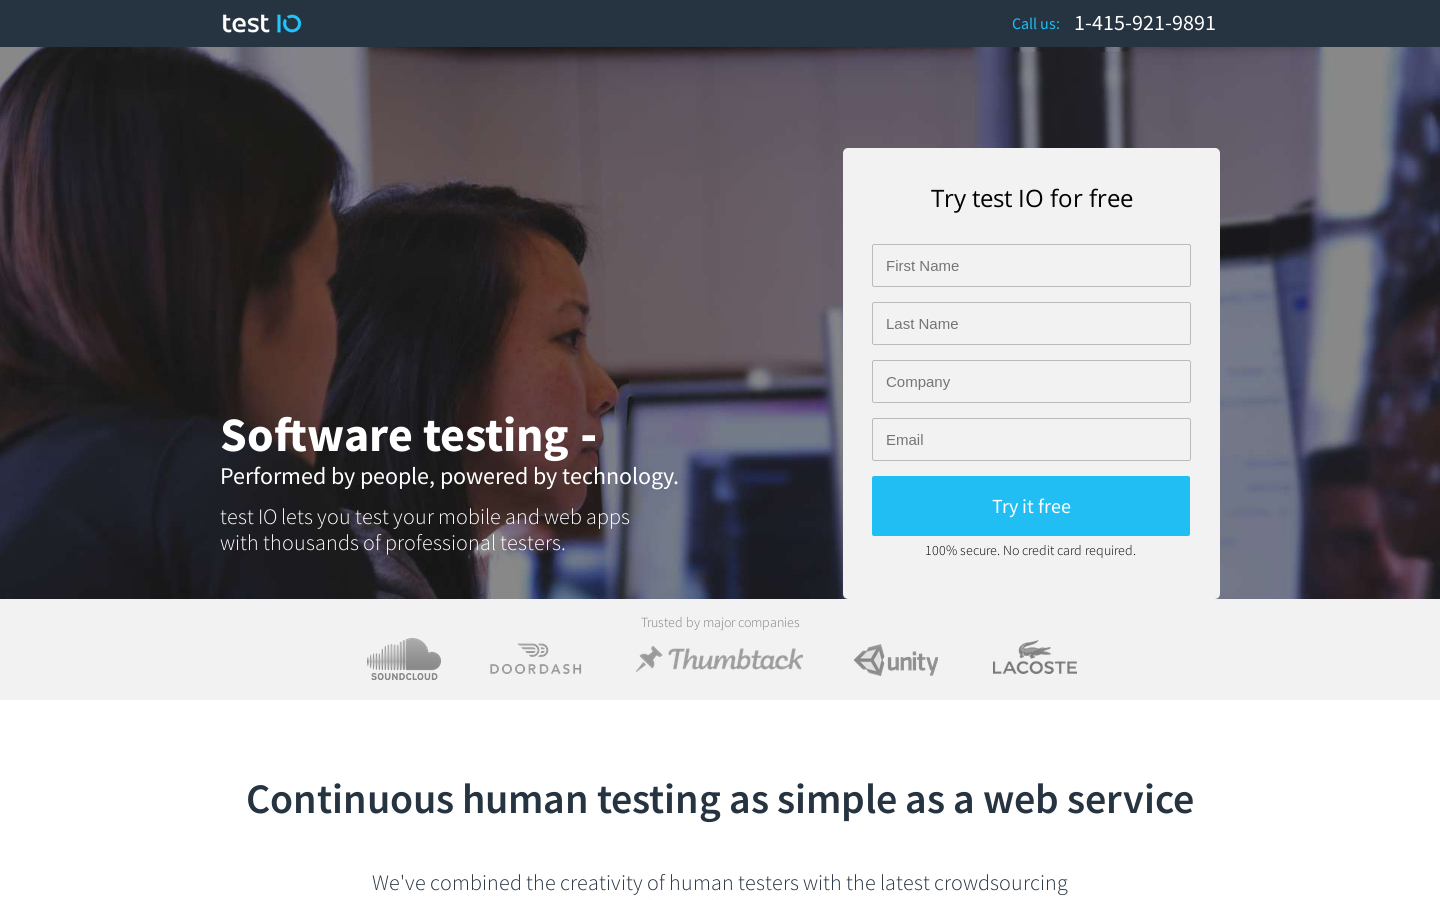 test IO
Call us: 1-415-921-9891
Try test IO for free
First Name
Last Name
Company
Email
Try it free
100% secure. No credit card required.
Software testing -
Performed by people, powered by technology.
test IO lets you test your mobile and web apps
with thousands of professional testers.
Trusted by major companies
SOUNDCLOUD
DOORDASH
Thumbtack
unity
LACOSTE
Continuous human testing as simple as a web service
We've combined the creativity of human testers with the latest crowdsourcing